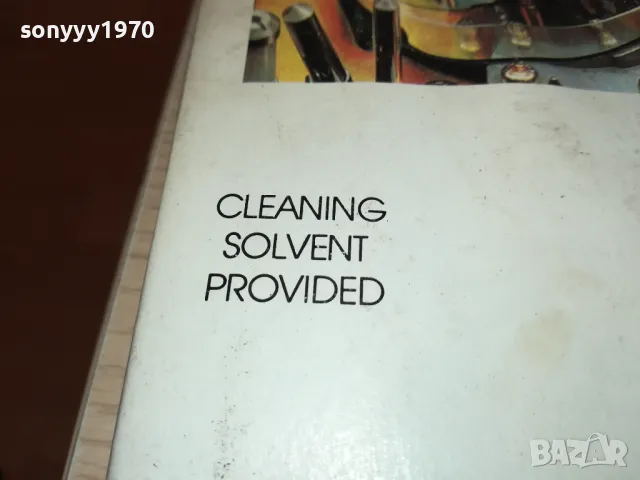 sonyyy1970
CLEANING
SOLVENT
PROVIDED
BAZAR